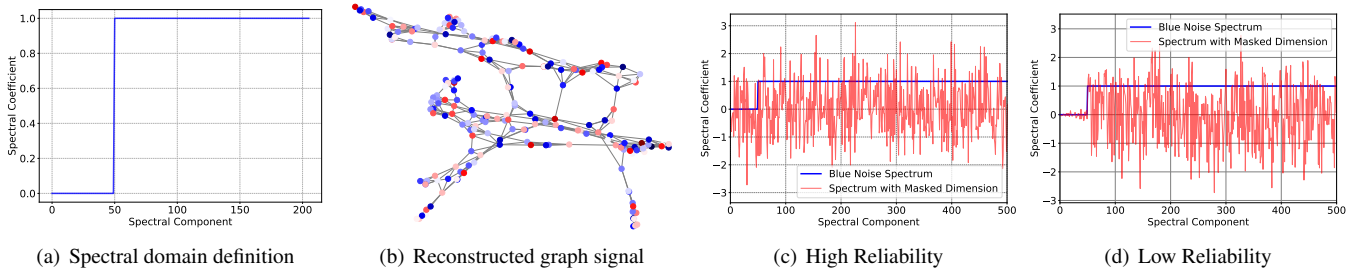 1.0
0.8
0.6
0.4
0.2
0.0
Spectral Coefficient
0
50
100
150
200
Spectral Component
(a) Spectral domain definition
(b) Reconstructed graph signal
3
2
1
0
−1
−2
−3
Spectral Coefficient
Blue Noise Spectrum
Spectrum with Masked Dimension
0
100
200
300
400
500
Spectral Component
(c) High Reliability
3
2
1
0
−1
−2
−3
Spectral Coefficient
Blue Noise Spectrum
Spectrum with Masked Dimension
0
100
200
300
400
500
Spectral Component
(d) Low Reliability